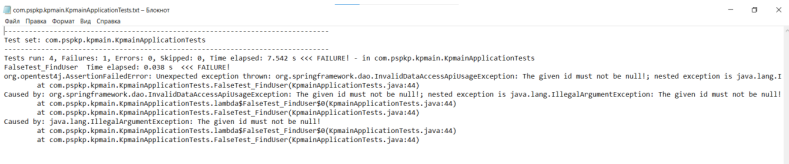 com.pspkp.kpmain.KpmainApplicationTests.txt – Блокнот
Файл Правка Формат Вид Справка
-------------------------------------------------------------------------------
Test set: com.pspkp.kpmain.KpmainApplicationTests
-------------------------------------------------------------------------------
Tests run: 4, Failures: 1, Errors: 0, Skipped: 0, Time elapsed: 7.542 s <<< FAILURE! - in com.pspkp.kpmain.KpmainApplicationTests
FalseTest_FindUser Time elapsed: 0.038 s <<< FAILURE!
org.opentest4j.AssertionFailedError: Unexpected exception thrown: org.springframework.dao.InvalidDataAccessApiUsageException: The given id must not be null!; nested exception is java.lang.I
at com.pspkp.kpmain.KpmainApplicationTests.FalseTest_FindUser(KpmainApplicationTests.java:44)
Caused by: org.springframework.dao.InvalidDataAccessApiUsageException: The given id must not be null!; nested exception is java.lang.IllegalArgumentException: The given id must not be null!
at com.pspkp.kpmain.KpmainApplicationTests.lambda$FalseTest_FindUser$0(KpmainApplicationTests.java:44)
at com.pspkp.kpmain.KpmainApplicationTests.FalseTest_FindUser(KpmainApplicationTests.java:44)
Caused by: java.lang.IllegalArgumentException: The given id must not be null!
at com.pspkp.kpmain.KpmainApplicationTests.lambda$FalseTest_FindUser$0(KpmainApplicationTests.java:44)
at com.pspkp.kpmain.KpmainApplicationTests.FalseTest_FindUser(KpmainApplicationTests.java:44)